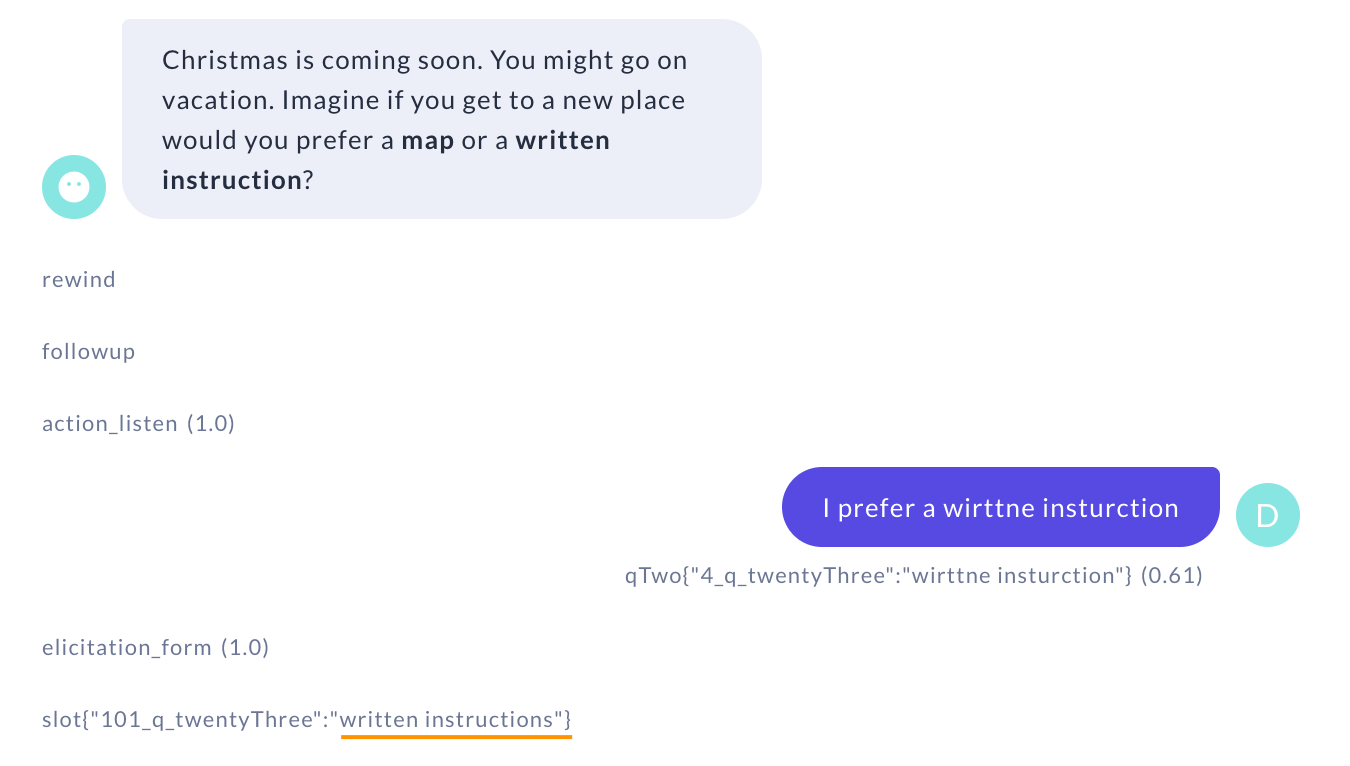 Christmas is coming soon. You might go on
vacation. Imagine if you get to a new place
would you prefer a map or a written
instruction?
rewind
followup
action_listen (1.0)
I prefer a wirttne insturction
D
qTwo{"4_q_twentyThree":"wirttne insturction"} (0.61)
elicitation_form (1.0)
slot{"101_q_twentyThree":"written instructions"}